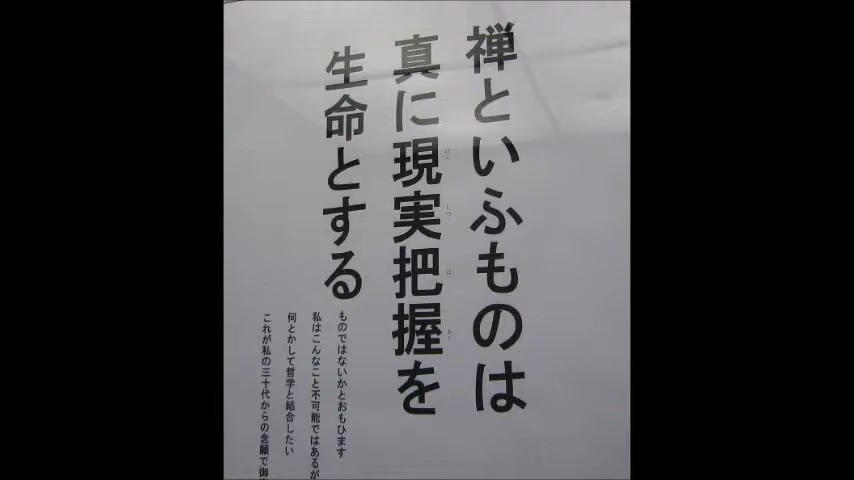 禅といふものは
真に現実把握を
生命とする
ものではないかとおもひます
私はこんなこと不可能ではあるが
何とかして哲学と結合したい
これが私の三十代からの念願で御